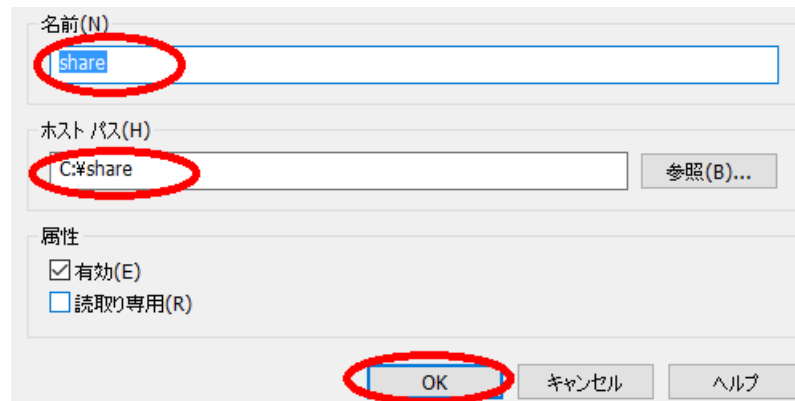 名前(N)
share
ホスト パス(H)
C:¥share
参照(B)...
属性
有効(E)
読取り専用(R)
OK
キャンセル
ヘルプ